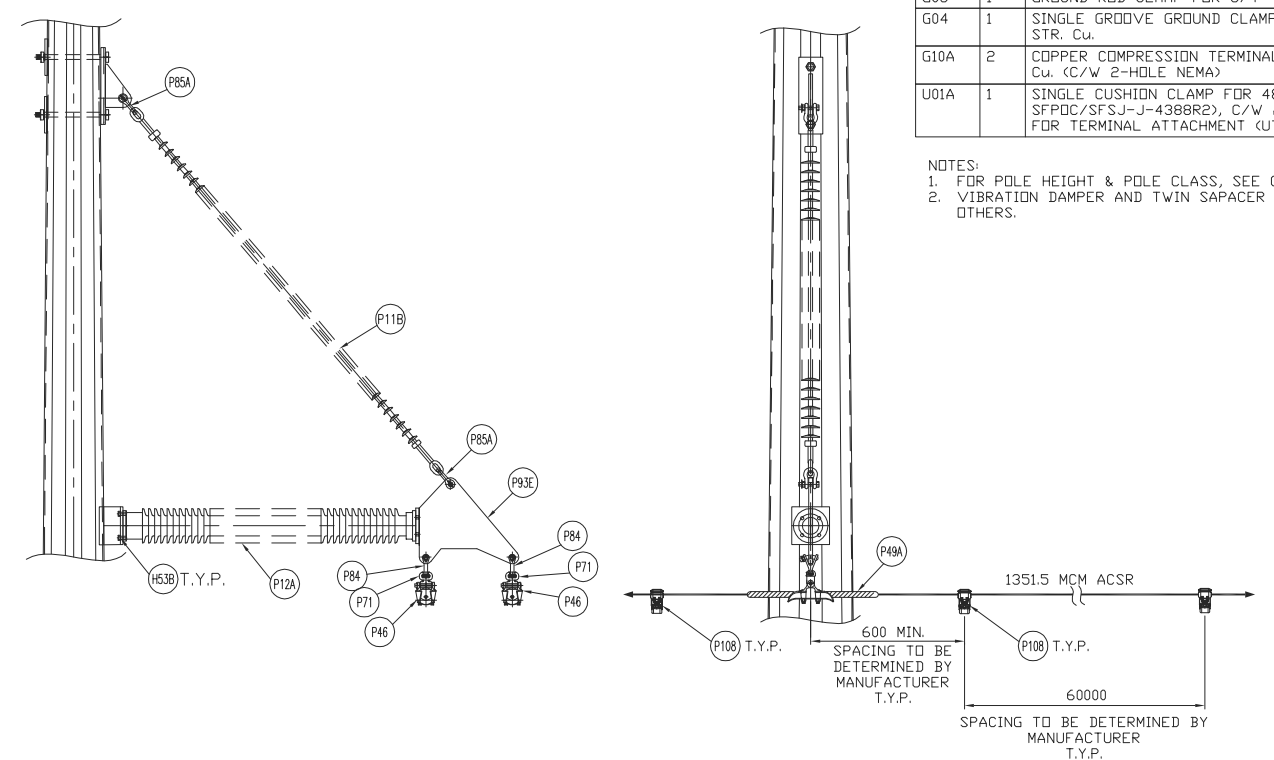 G04 1 SINGLE GROOVE GROUND CLAMP
STR. Cu.
G10A 2 COPPER COMPRESSION TERMINAL
Cu. (C/W 2-HOLE NEMA)
U01A 1 SINGLE CUSHION CLAMP FOR
SFPOC/SFSJ-J-4388R2), C/W
FOR TERMINAL ATTACHMENT
NOTES:
1. FOR POLE HEIGHT & POLE CLASS, SEE
2. VIBRATION DAMPER AND TWIN SAPACER
OTHERS.
P85A
P11B
P85A
P93E
P84
P71
P46
P84
P71
P46
H53B T.Y.P.
P12A
P49A
1351.5 MCM ACSR
P108 T.Y.P.
P108 T.Y.P.
600 MIN.
SPACING TO BE
DETERMINED BY
MANUFACTURER
T.Y.P.
60000
SPACING TO BE DETERMINED BY
MANUFACTURER
T.Y.P.